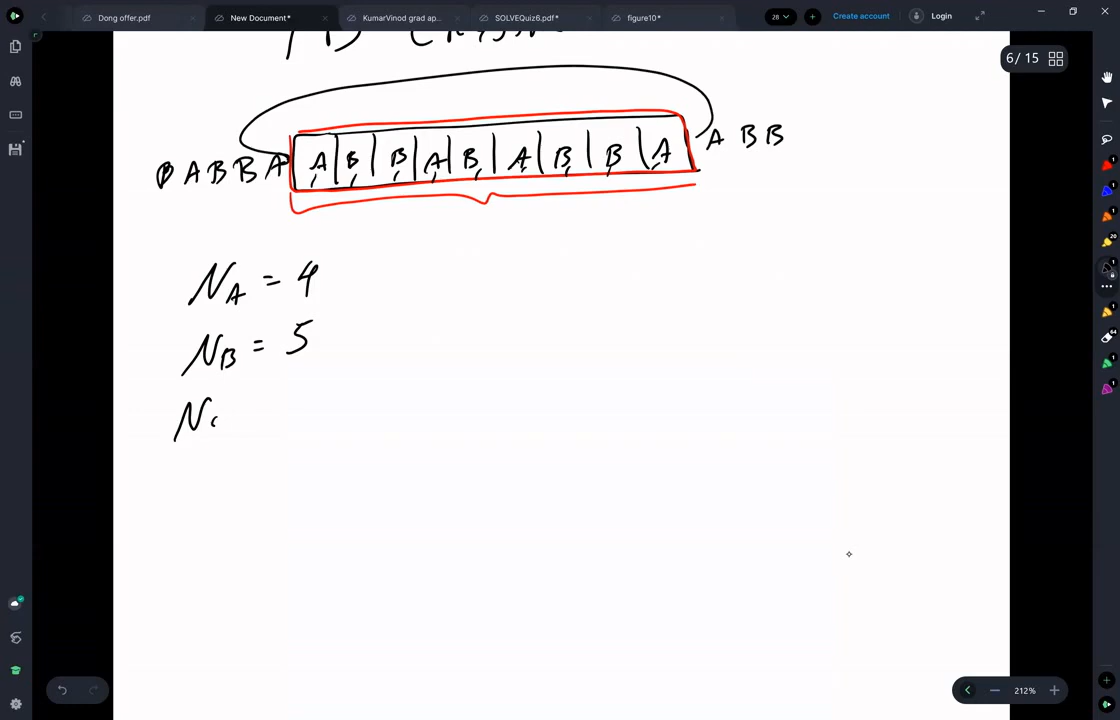 Dong offer.pdf New Document* KumarVinod grad ap... SOLVEQuiz6.pdf* figure10* 28 Create account Login
6 / 15
A B B A A | B | B | A | B | A | B | B | A A B B
N_A = 4
N_B = 5
N
212%